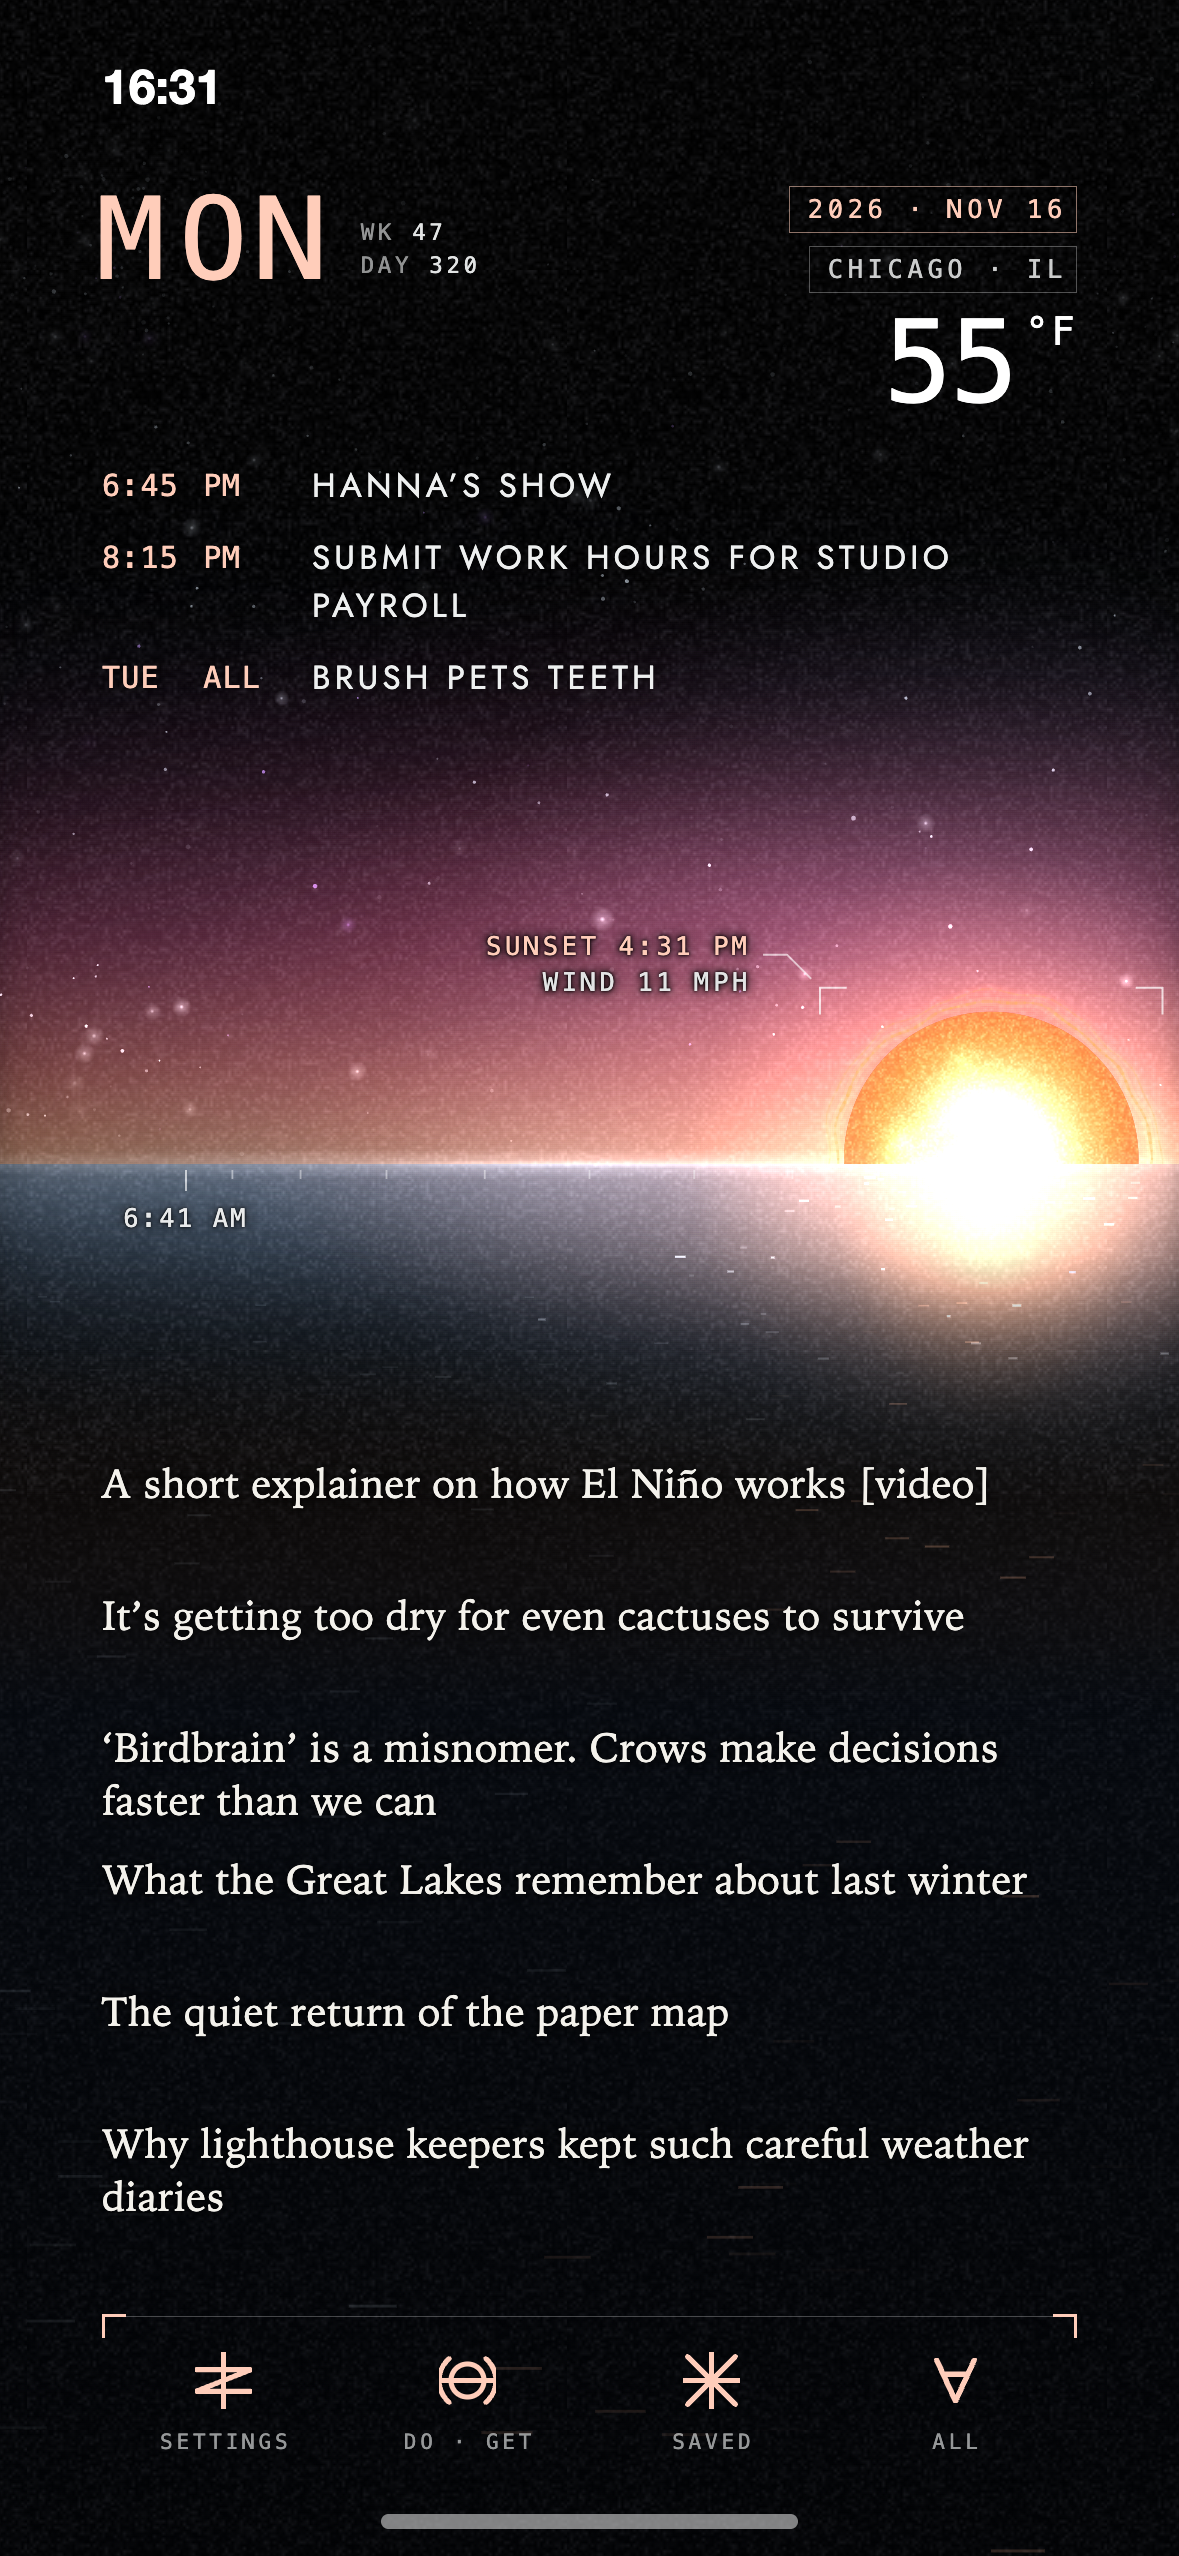 16:31
MON
WK 47
DAY 320
2026 · NOV 16
CHICAGO · IL
55 °F
6:45 PM HANNA’S SHOW
8:15 PM SUBMIT WORK HOURS FOR STUDIO
PAYROLL
TUE ALL BRUSH PETS TEETH
SUNSET 4:31 PM
WIND 11 MPH
6:41 AM
A short explainer on how El Niño works [video]
It’s getting too dry for even cactuses to survive
‘Birdbrain’ is a misnomer. Crows make decisions
faster than we can
What the Great Lakes remember about last winter
The quiet return of the paper map
Why lighthouse keepers kept such careful weather
diaries
SETTINGS
DO · GET
SAVED
ALL